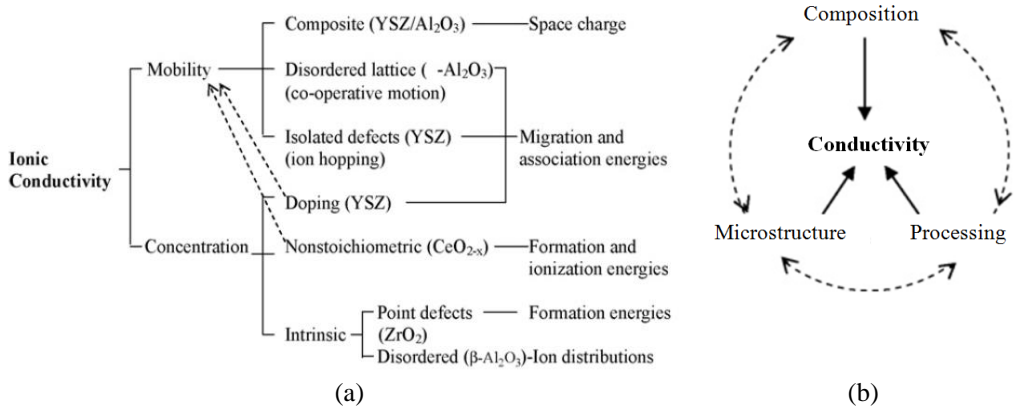 Composite (YSZ/Al₂O₃)
Space charge
Mobility
Disordered lattice ( -Al₂O₃)
(co-operative motion)
Isolated defects (YSZ)
(ion hopping)
Migration and
association energies
Ionic
Conductivity
Doping (YSZ)
Concentration
Nonstoichiometric (CeO₂₋ₓ)
Formation and
ionization energies
Intrinsic
Point defects
(ZrO₂)
Formation energies
Disordered (β-Al₂O₃)-Ion distributions
(a)
Composition
Conductivity
Microstructure
Processing
(b)